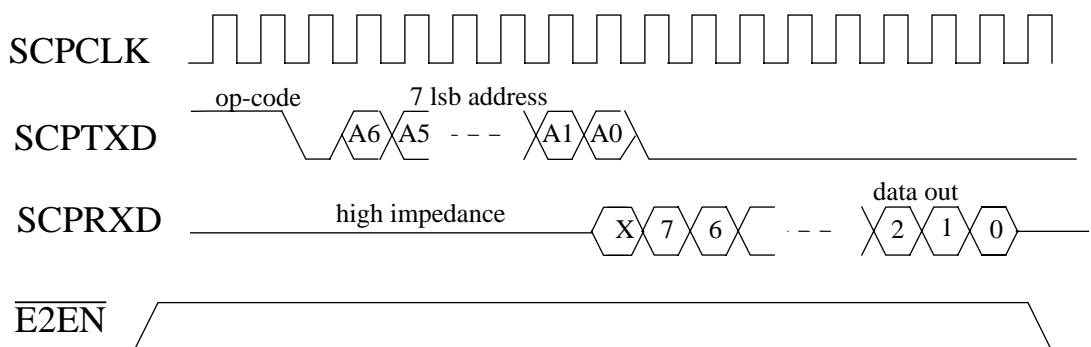 SCPCLK
op-code 7 lsb address
SCPTXD A6 A5 A1 A0
data out
SCPRXD high impedance X 7 6 2 1 0
E2EN